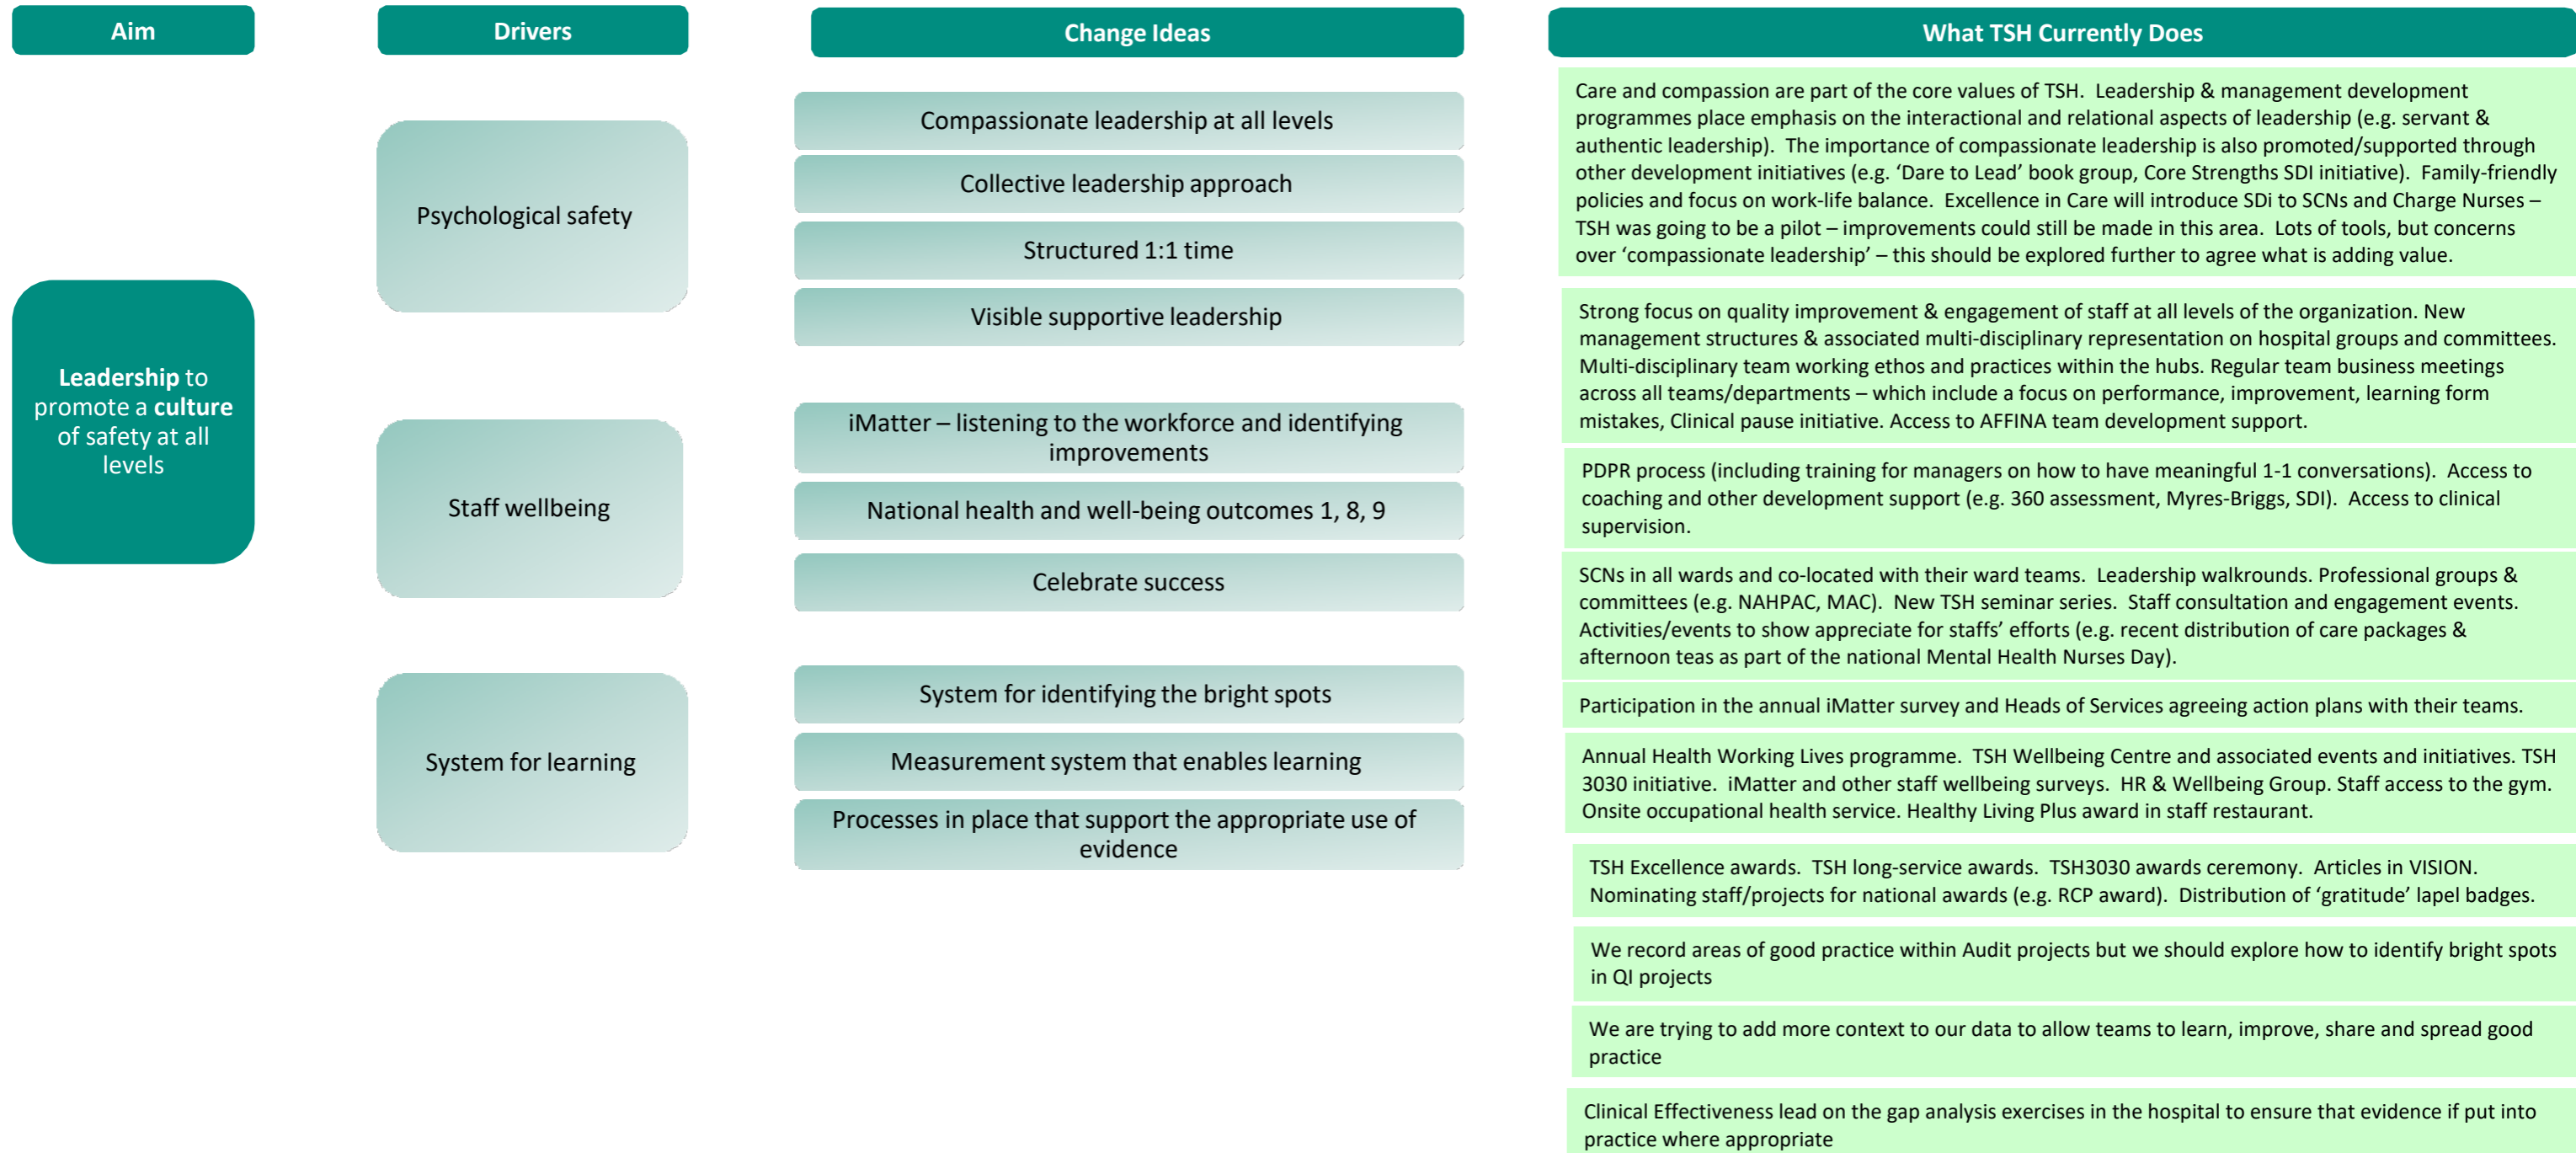 Aim
Drivers
Change Ideas
What TSH Currently Does
Leadership to
promote a culture
of safety at all
levels
Psychological safety
Staff wellbeing
System for learning
Compassionate leadership at all levels
Collective leadership approach
Structured 1:1 time
Visible supportive leadership
iMatter – listening to the workforce and identifying
improvements
National health and well-being outcomes 1, 8, 9
Celebrate success
System for identifying the bright spots
Measurement system that enables learning
Processes in place that support the appropriate use of
evidence
Care and compassion are part of the core values of TSH. Leadership & management development
programmes place emphasis on the interactional and relational aspects of leadership (e.g. servant &
authentic leadership). The importance of compassionate leadership is also promoted/supported through
other development initiatives (e.g. ‘Dare to Lead’ book group, Core Strengths SDI initiative). Family-friendly
policies and focus on work-life balance. Excellence in Care will introduce SDi to SCNs and Charge Nurses –
TSH was going to be a pilot – improvements could still be made in this area. Lots of tools, but concerns
over ‘compassionate leadership’ – this should be explored further to agree what is adding value.
Strong focus on quality improvement & engagement of staff at all levels of the organization. New
management structures & associated multi-disciplinary representation on hospital groups and committees.
Multi-disciplinary team working ethos and practices within the hubs. Regular team business meetings
across all teams/departments – which include a focus on performance, improvement, learning form
mistakes, Clinical pause initiative. Access to AFFINA team development support.
PDPR process (including training for managers on how to have meaningful 1-1 conversations). Access to
coaching and other development support (e.g. 360 assessment, Myres-Briggs, SDI). Access to clinical
supervision.
SCNs in all wards and co-located with their ward teams. Leadership walkrounds. Professional groups &
committees (e.g. NAHPAC, MAC). New TSH seminar series. Staff consultation and engagement events.
Activities/events to show appreciate for staffs’ efforts (e.g. recent distribution of care packages &
afternoon teas as part of the national Mental Health Nurses Day).
Participation in the annual iMatter survey and Heads of Services agreeing action plans with their teams.
Annual Health Working Lives programme. TSH Wellbeing Centre and associated events and initiatives. TSH
3030 initiative. iMatter and other staff wellbeing surveys. HR & Wellbeing Group. Staff access to the gym.
Onsite occupational health service. Healthy Living Plus award in staff restaurant.
TSH Excellence awards. TSH long-service awards. TSH3030 awards ceremony. Articles in VISION.
Nominating staff/projects for national awards (e.g. RCP award). Distribution of ‘gratitude’ lapel badges.
We record areas of good practice within Audit projects but we should explore how to identify bright spots
in QI projects
We are trying to add more context to our data to allow teams to learn, improve, share and spread good
practice
Clinical Effectiveness lead on the gap analysis exercises in the hospital to ensure that evidence if put into
practice where appropriate